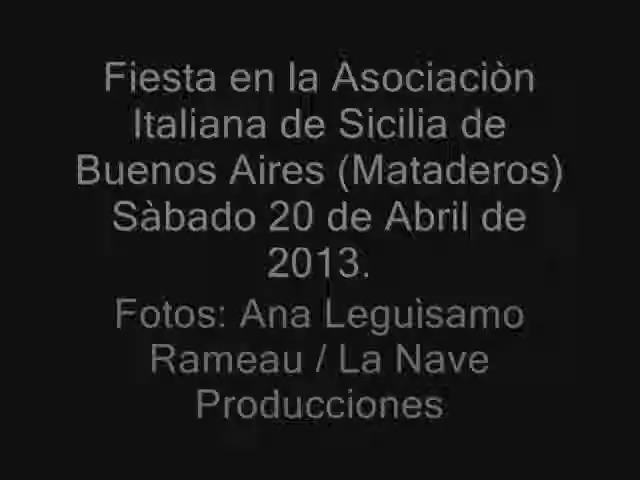 Fiesta en la Asociaciòn
Italiana de Sicilia de
Buenos Aires (Mataderos)
Sàbado 20 de Abril de
2013.
Fotos: Ana Leguìsamo
Rameau / La Nave
Producciones